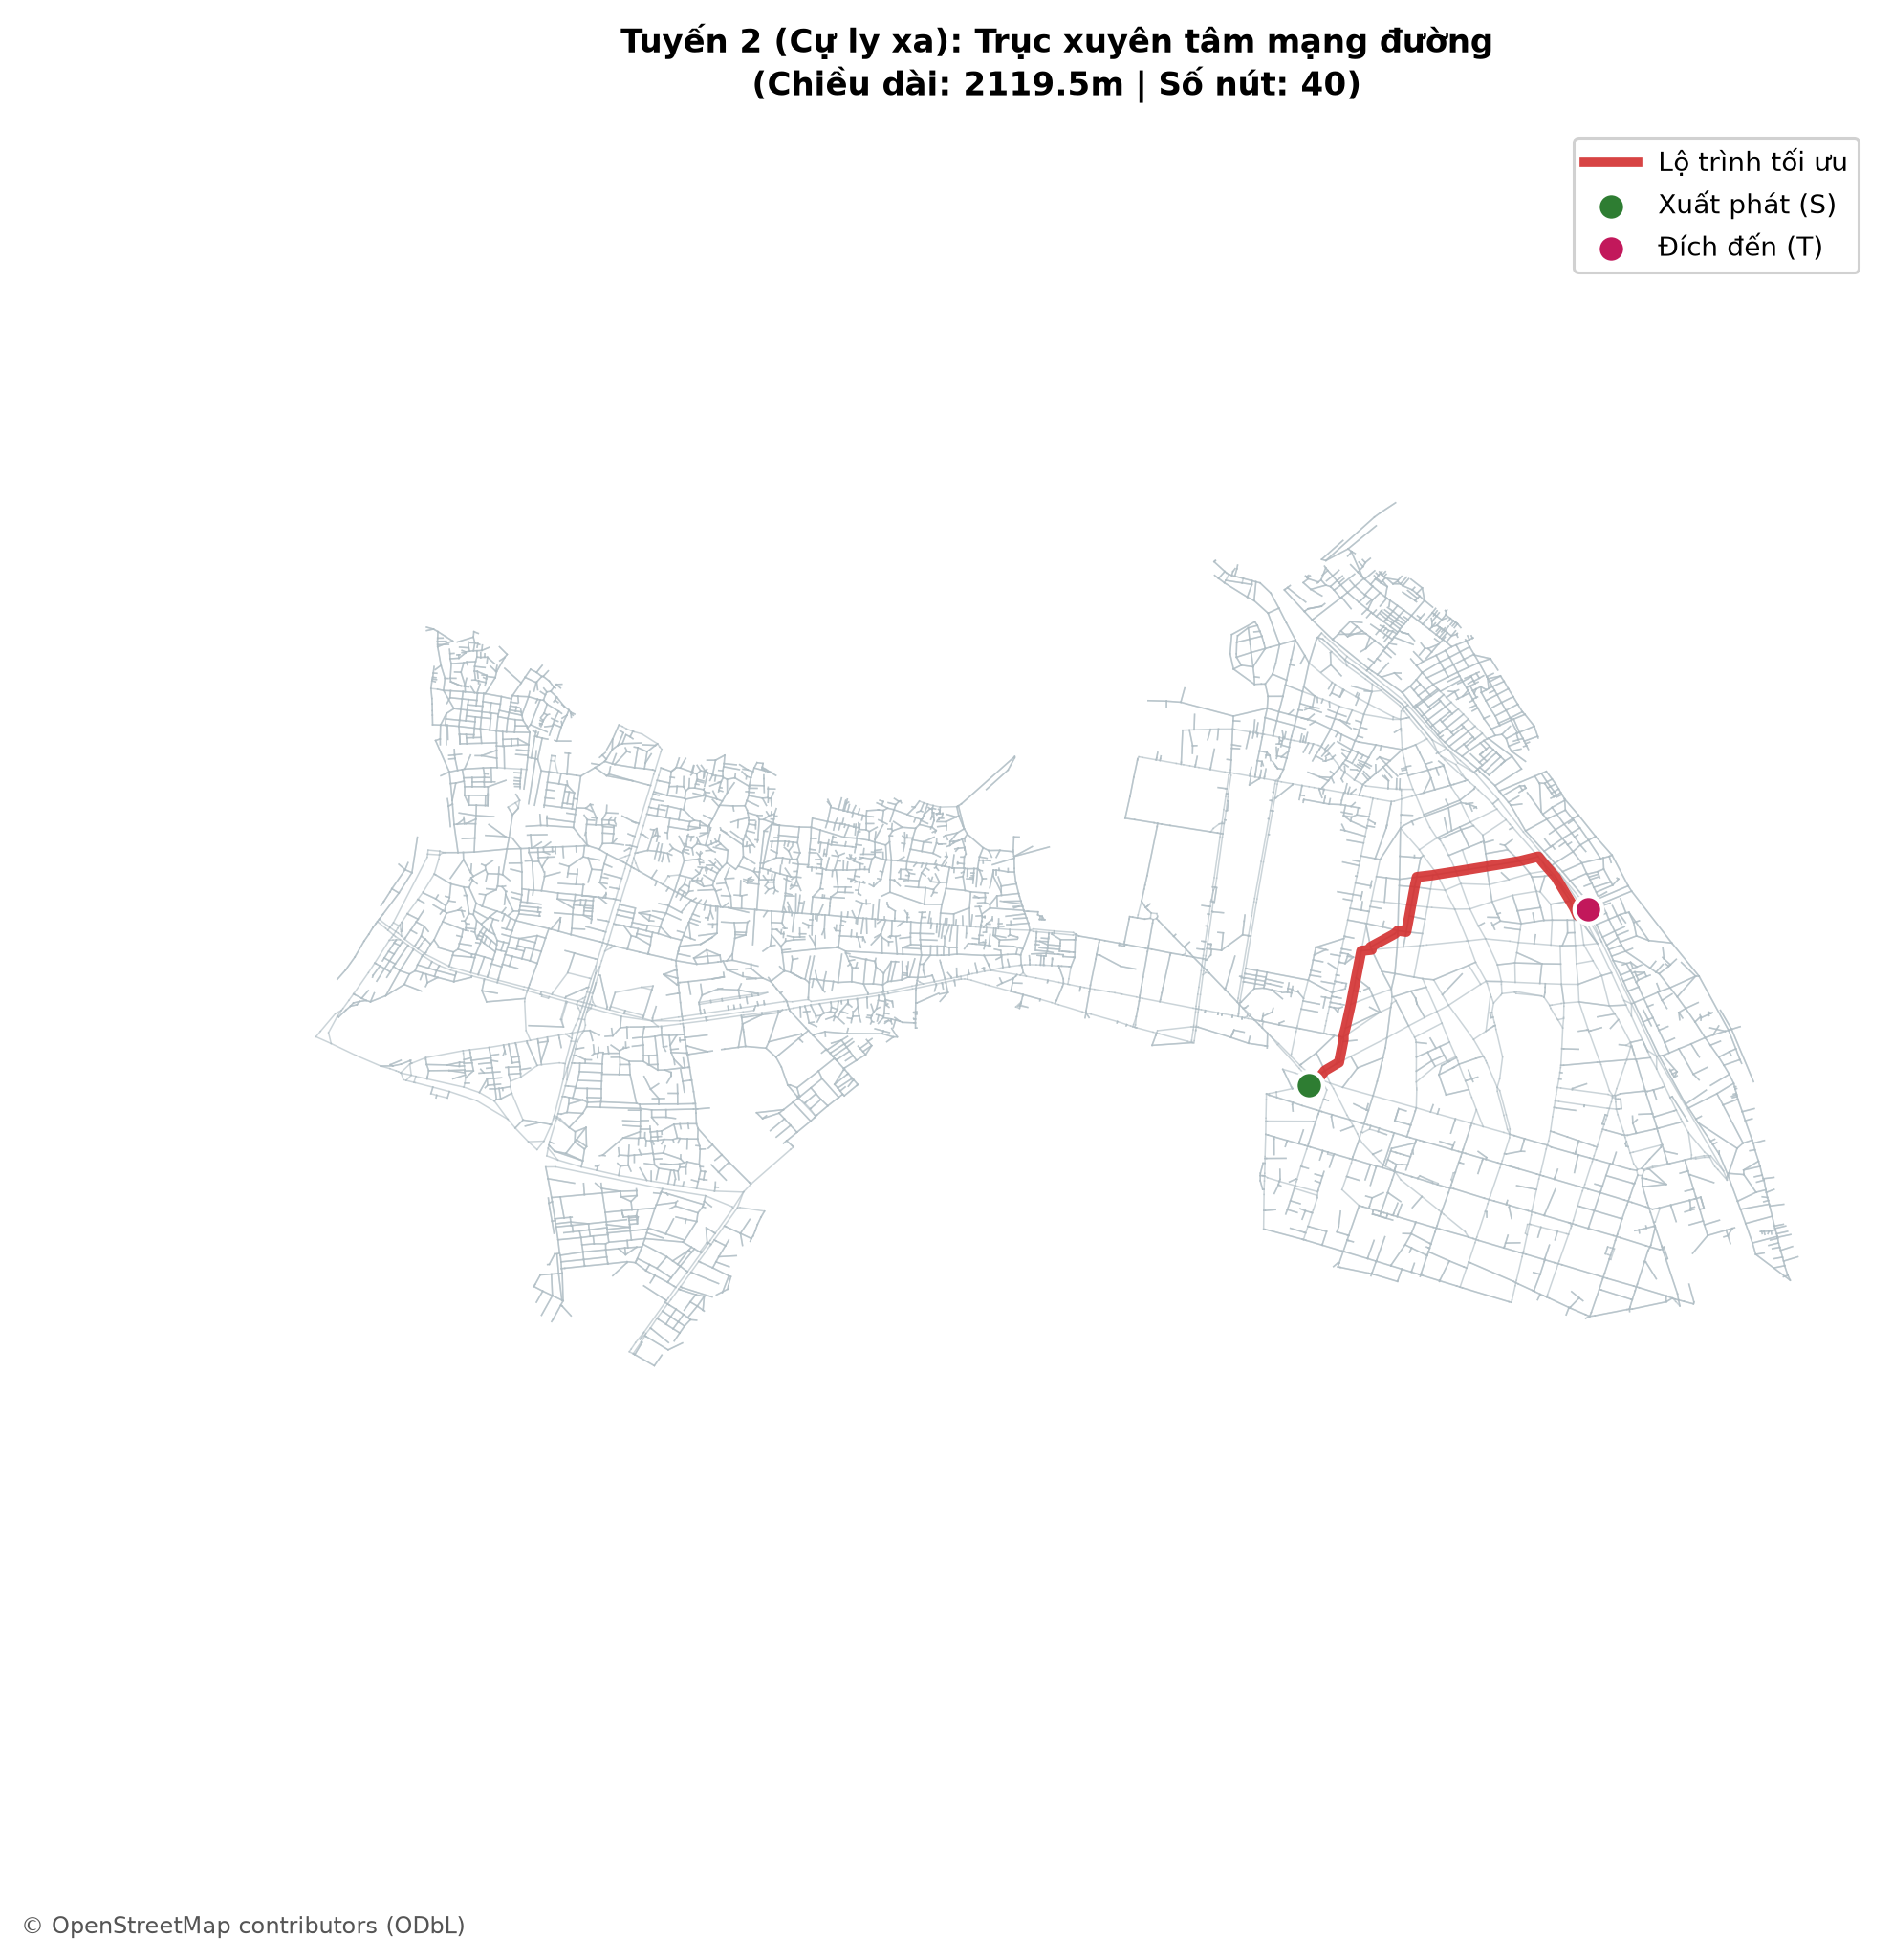 Tuyến 2 (Cự ly xa): Trục xuyên tâm mạng đường
(Chiều dài: 2119.5m | Số nút: 40)
Lộ trình tối ưu
Xuất phát (S)
Đích đến (T)
© OpenStreetMap contributors (ODbL)